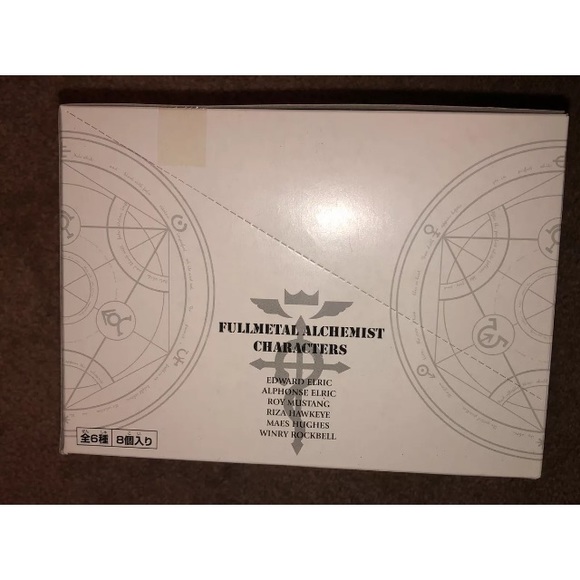 FULLMETAL ALCHEMIST
CHARACTERS
EDWARD ELRIC
ALPHONSE ELRIC
ROY MUSTANG
RIZA HAWKEYE
MAES HUGHES
WINRY ROCKBELL
全6種 8個入り